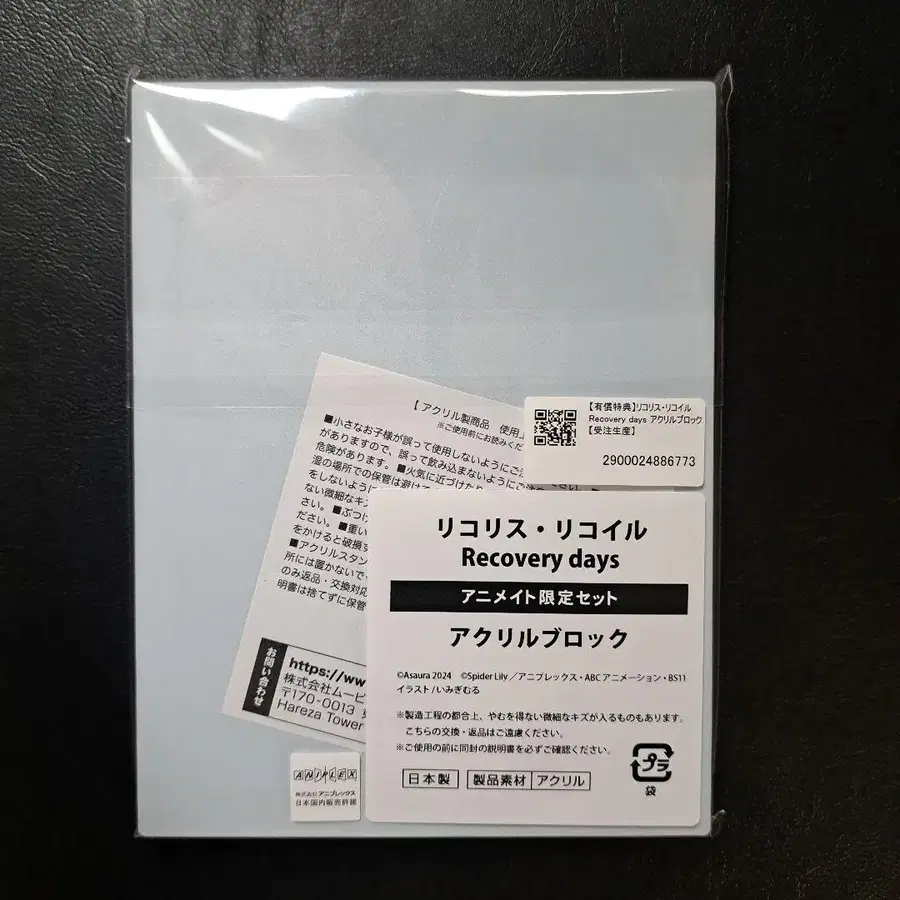 【有償特典】リコリス・リコイル
Recovery days アクリルブロック
【受注生産】
2900024886773
【アクリル製商品 使用上
※ご使用前にお読みくだ
■小さなお子様が誤って使用しないようにご注
がありますので、誤って飲み込まないようにご
危険があります。■火気に近づけたり
湿の場所での保管は避けて
をしないように
ない微細なキズ
さい。■ぶつけ
ださい。■重い
をかけると破損す
■アクリルスタン
所には置かないで
のみ返品・交換対応
明書は捨てずに保管
お問い合わせ
https://ww
株式会社ムービ
〒170-0013
Hareza Tower
リコリス・リコイル
Recovery days
アニメイト限定セット
アクリルブロック
©Asaura 2024 ©Spider Lily／アニプレックス・ABCアニメーション・BS11
イラスト/いみぎむる
※製造工程の都合上、やむを得ない微細なキズが入るものもあります。
こちらの交換・返品はご遠慮ください。
※ご使用の前に同封の説明書を必ずご確認ください。
日本製 製品素材 アクリル
プラ
袋
ANIPLEX
株式会社アニプレックス
日本国内販売許諾